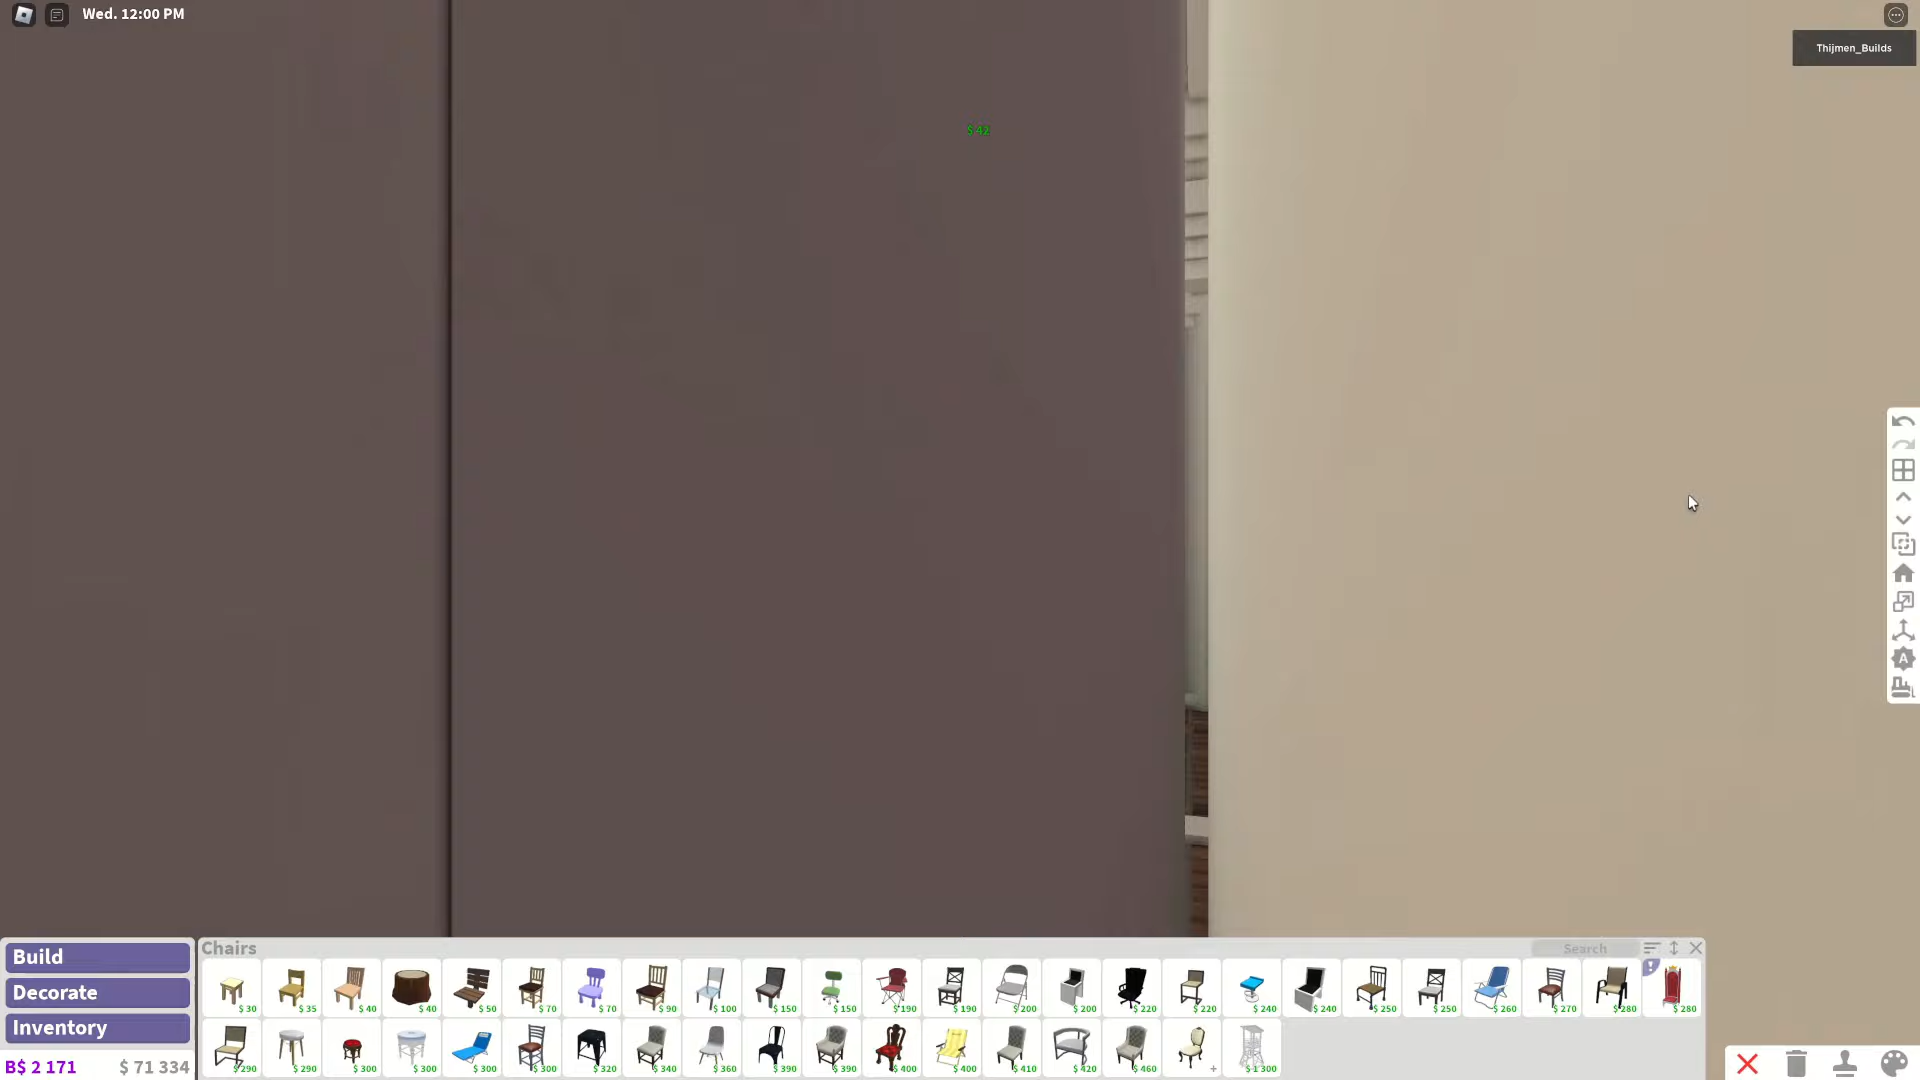 Wed. 12:00 PM
Thijmen_Builds
$ 42
Build
Decorate
Inventory
B$ 2 171
$ 71 334
Chairs
Search
$ 30 $ 35 $ 40 $ 40 $ 50 $ 70 $ 70 $ 90 $ 100 $ 150 $ 150 $ 190 $ 190 $ 200 $ 200 $ 220 $ 220 $ 240 $ 240 $ 250 $ 250 $ 260 $ 270 $ 280 $ 280
$ 290 $ 290 $ 300 $ 300 $ 300 $ 300 $ 320 $ 340 $ 360 $ 390 $ 390 $ 400 $ 400 $ 410 $ 420 $ 460 + $ 1 300
A